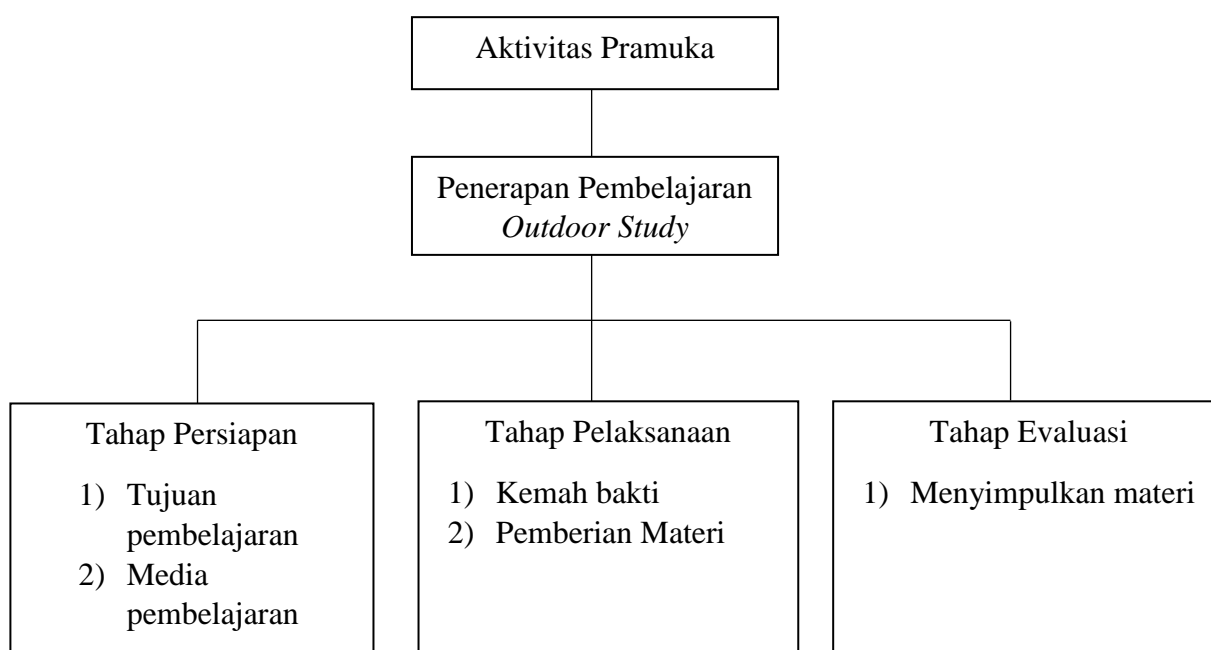 Aktivitas Pramuka
Penerapan Pembelajaran
Outdoor Study
Tahap Persiapan
1) Tujuan
pembelajaran
2) Media
pembelajaran
Tahap Pelaksanaan
1) Kemah bakti
2) Pemberian Materi
Tahap Evaluasi
1) Menyimpulkan materi